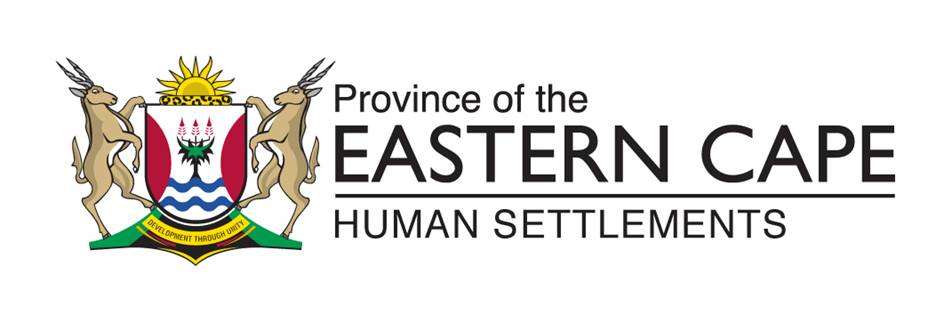 Province of the
EASTERN CAPE
HUMAN SETTLEMENTS
DEVELOPMENT THROUGH UNITY